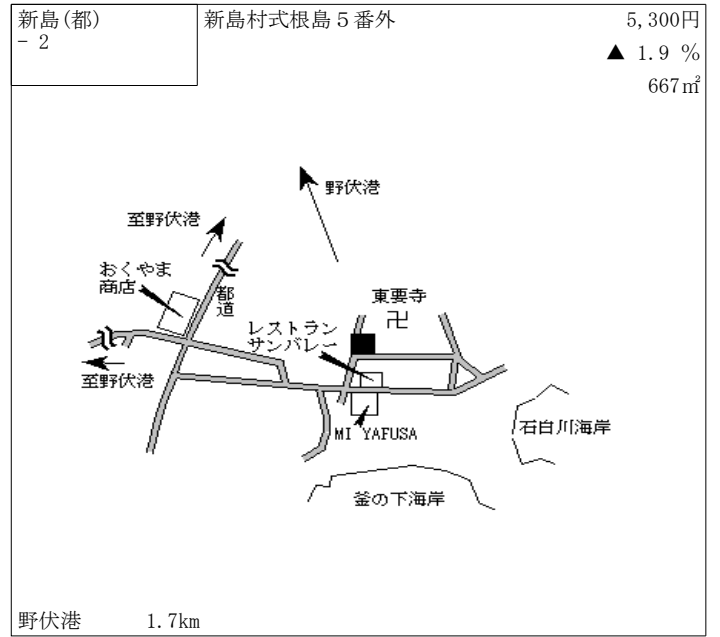 新島(都)
- 2
新島村式根島５番外
5,300円
▲ 1.9 %
667㎡
野伏港
至野伏港
おくやま
商店
都道
東要寺
卍
レストラン
サンバレー
至野伏港
MI YAFUSA
石白川海岸
釜の下海岸
野伏港 1.7km